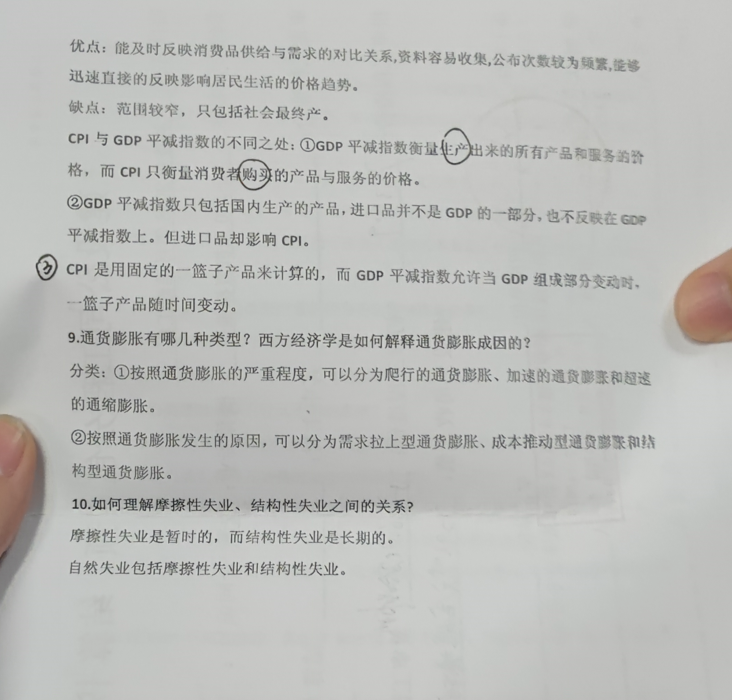 优点：能及时反映消费品供给与需求的对比关系,资料容易收集,公布次数较为频繁,能够
迅速直接的反映影响居民生活的价格趋势。
缺点：范围较窄，只包括社会最终产。
CPI 与 GDP 平减指数的不同之处：①GDP 平减指数衡量生产出来的所有产品和服务的价
格，而 CPI 只衡量消费者购买的产品与服务的价格。
②GDP 平减指数只包括国内生产的产品，进口品并不是 GDP 的一部分，也不反映在 GDP
平减指数上。但进口品却影响 CPI。
③ CPI 是用固定的一篮子产品来计算的，而 GDP 平减指数允许当 GDP 组成部分变动时，
一篮子产品随时间变动。
9.通货膨胀有哪几种类型？西方经济学是如何解释通货膨胀成因的？
分类：①按照通货膨胀的严重程度，可以分为爬行的通货膨胀、加速的通货膨胀和超速
的通缩膨胀。
②按照通货膨胀发生的原因，可以分为需求拉上型通货膨胀、成本推动型通货膨胀和结
构型通货膨胀。
10.如何理解摩擦性失业、结构性失业之间的关系?
摩擦性失业是暂时的，而结构性失业是长期的。
自然失业包括摩擦性失业和结构性失业。